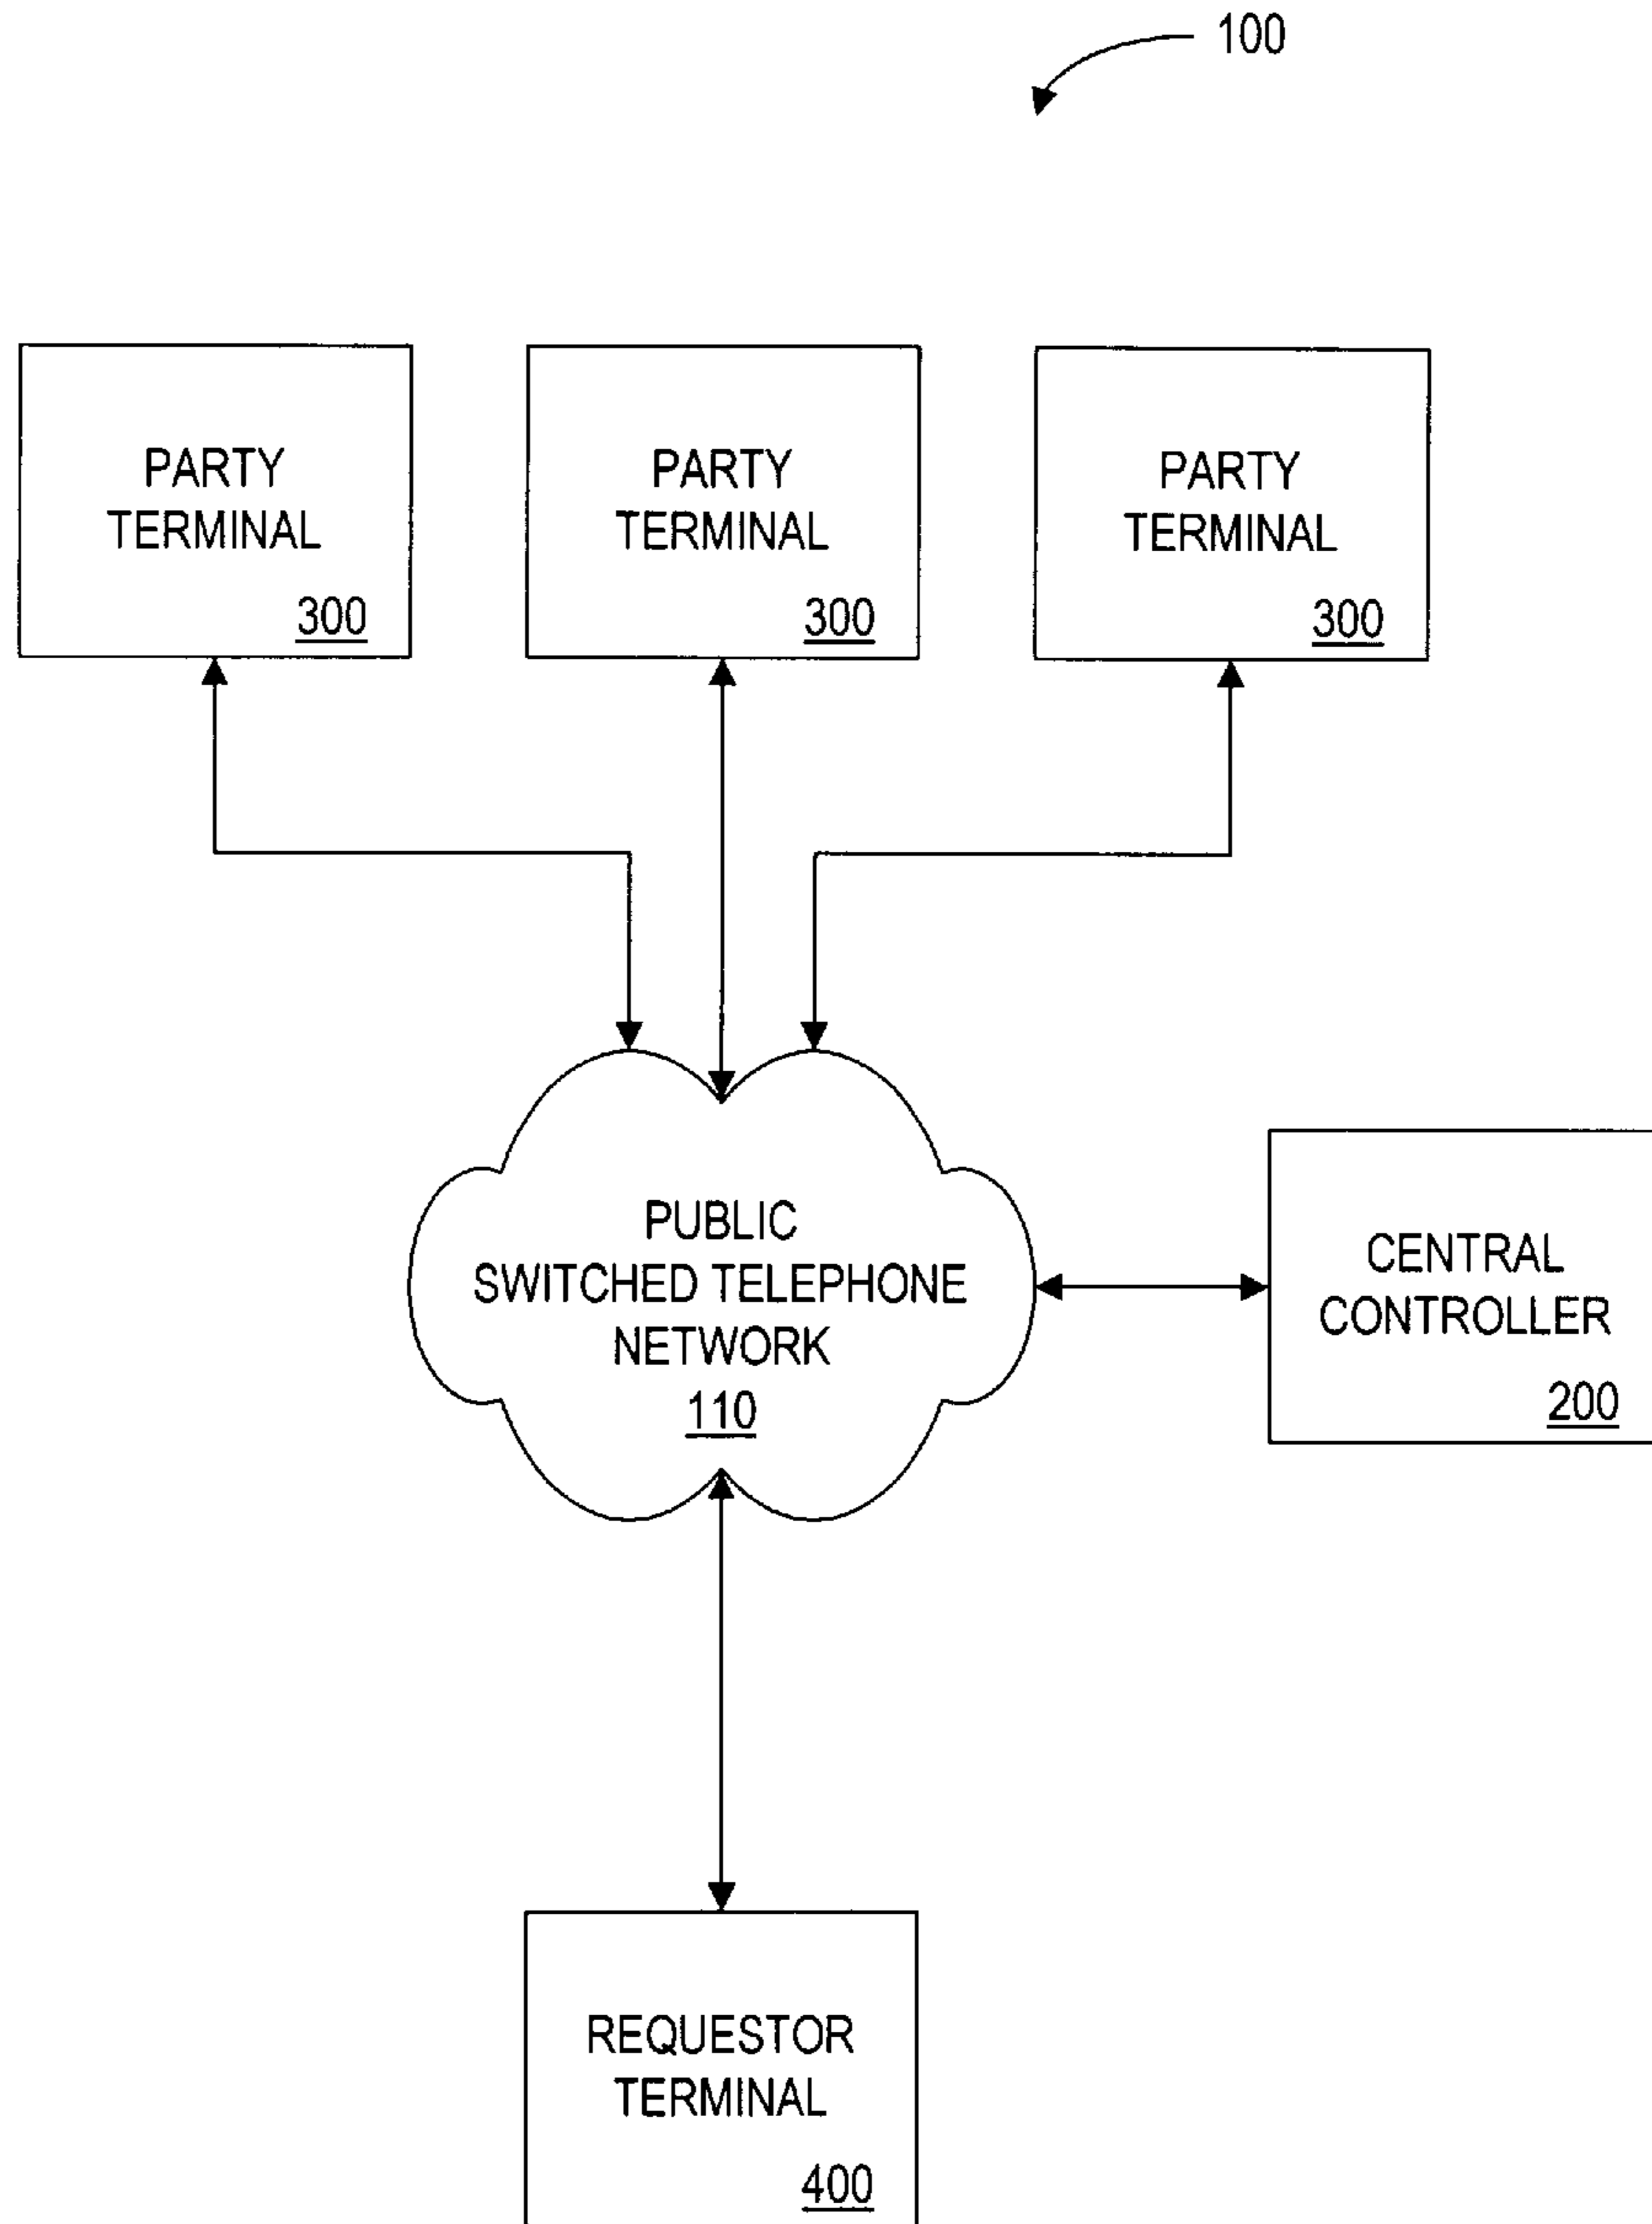 100
PARTY
TERMINAL
300
PARTY
TERMINAL
300
PARTY
TERMINAL
300
PUBLIC
SWITCHED TELEPHONE
NETWORK
110
CENTRAL
CONTROLLER
200
REQUESTOR
TERMINAL
400